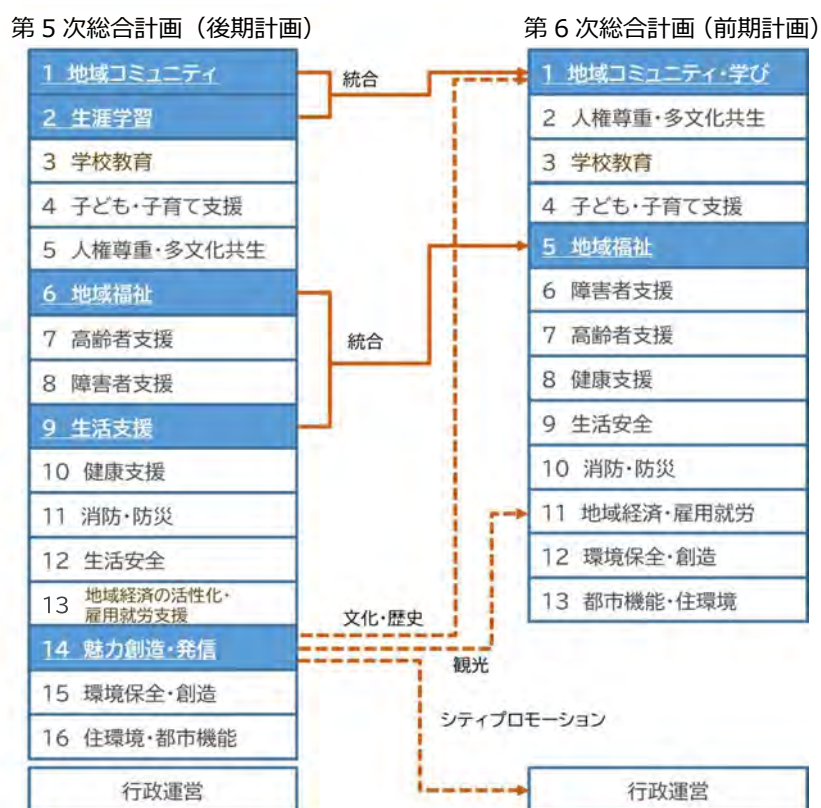 第5次総合計画（後期計画）
1 地域コミュニティ
2 生涯学習
3 学校教育
4 子ども・子育て支援
5 人権尊重・多文化共生
6 地域福祉
7 高齢者支援
8 障害者支援
9 生活支援
10 健康支援
11 消防・防災
12 生活安全
13 地域経済の活性化・
雇用就労支援
14 魅力創造・発信
15 環境保全・創造
16 住環境・都市機能
行政運営
統合
統合
文化・歴史
観光
シティプロモーション
第6次総合計画（前期計画）
1 地域コミュニティ・学び
2 人権尊重・多文化共生
3 学校教育
4 子ども・子育て支援
5 地域福祉
6 障害者支援
7 高齢者支援
8 健康支援
9 生活安全
10 消防・防災
11 地域経済・雇用就労
12 環境保全・創造
13 都市機能・住環境
行政運営